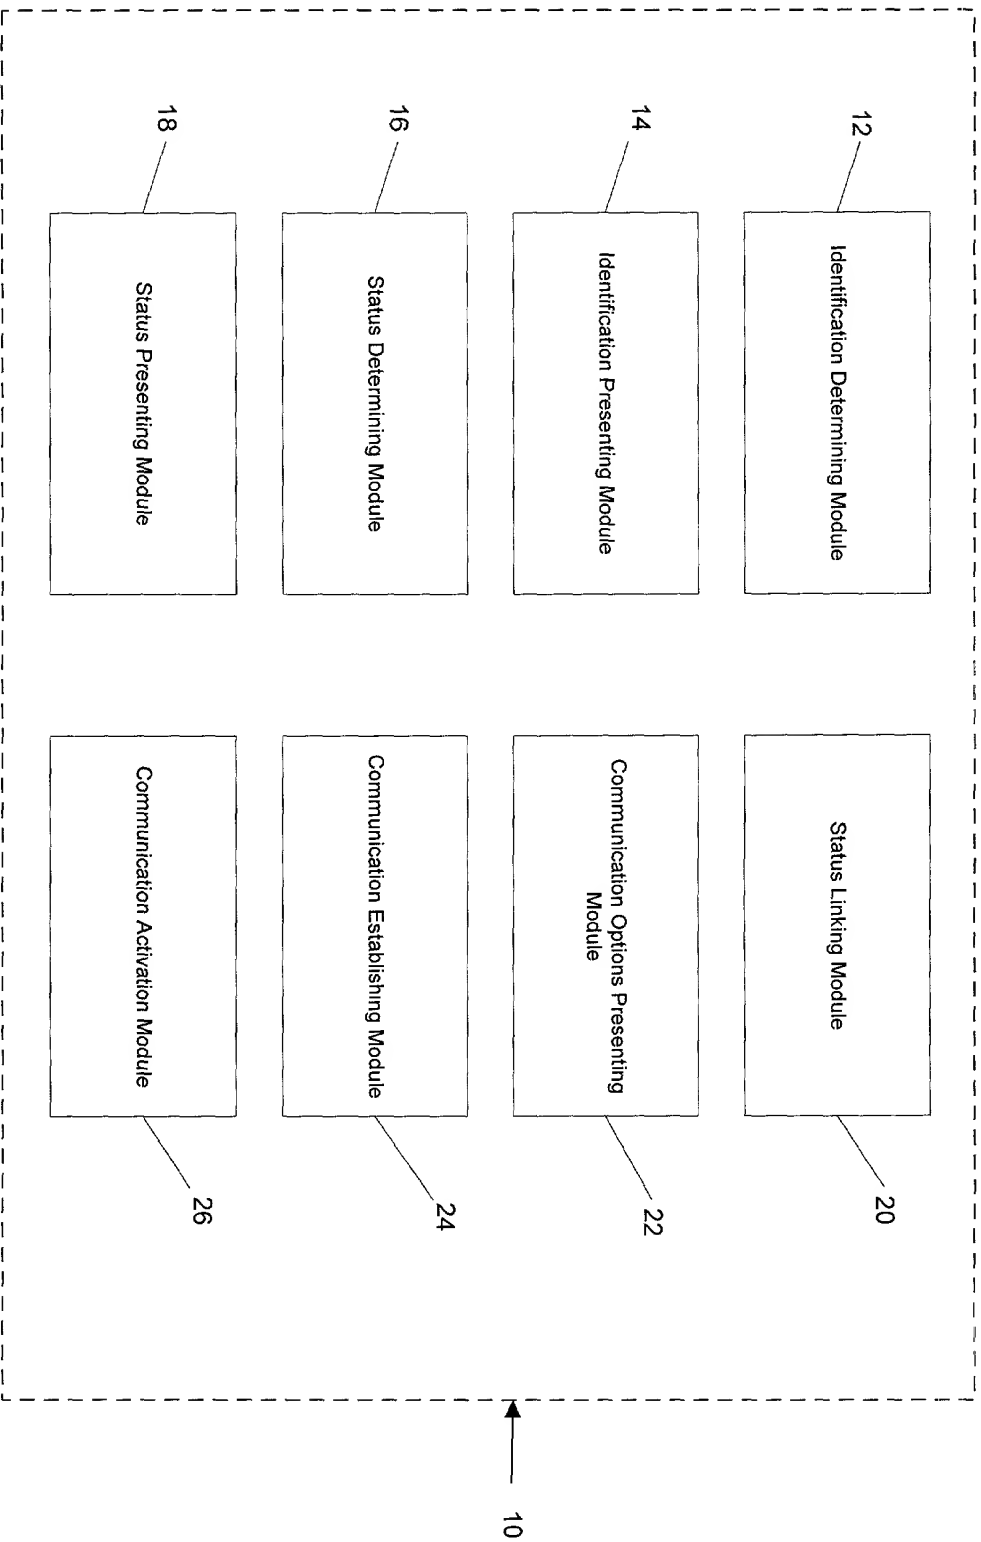 12
Identification Determining Module
14
Identification Presenting Module
16
Status Determining Module
18
Status Presenting Module
Status Linking Module
20
Communication Options Presenting
Module
22
Communication Establishing Module
24
Communication Activation Module
26
10